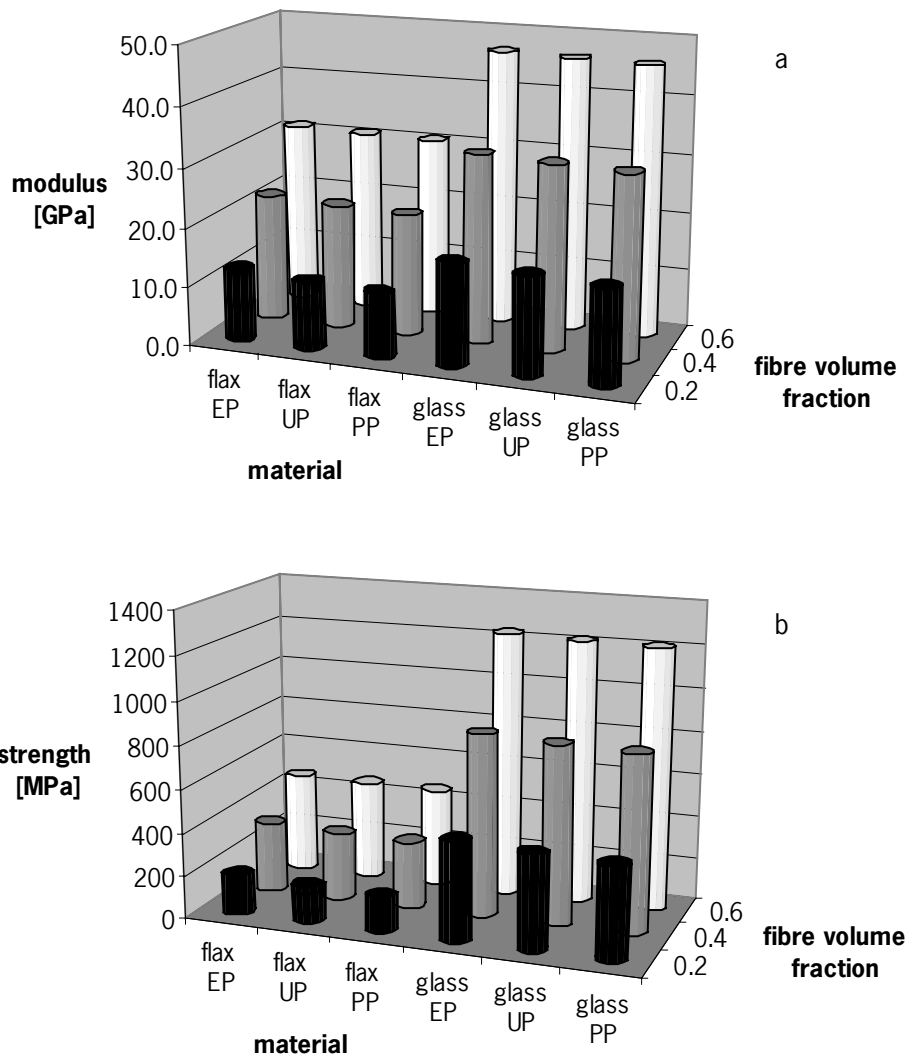 a
50.0
40.0
30.0
20.0
10.0
0.0
modulus
[GPa]
0.6
0.4
0.2
fibre volume
fraction
flax
EP
flax
UP
flax
PP
glass
EP
glass
UP
glass
PP
material
b
1400
1200
1000
800
600
400
200
0
strength
[MPa]
0.6
0.4
0.2
fibre volume
fraction
flax
EP
flax
UP
flax
PP
glass
EP
glass
UP
glass
PP
material